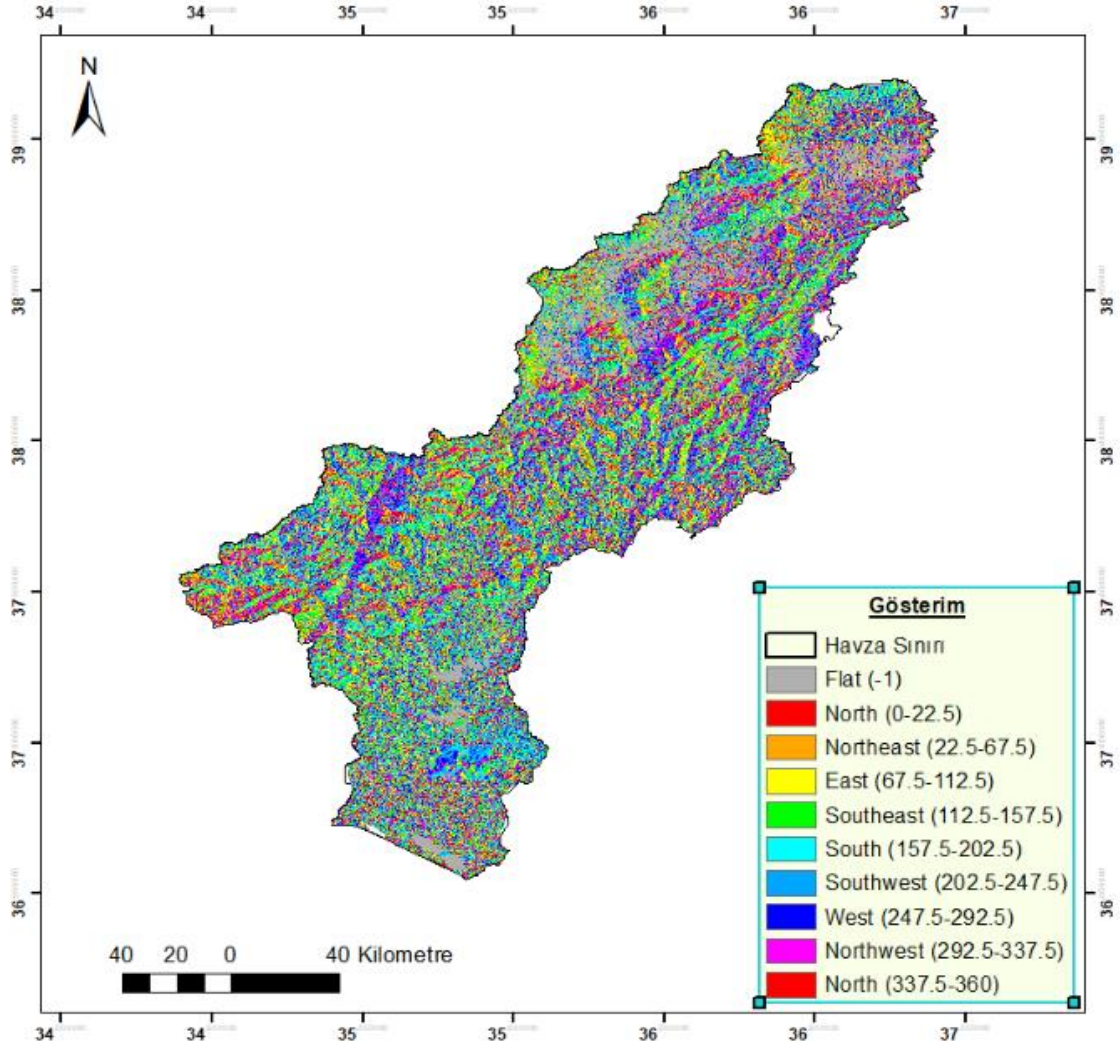 34 34 35 35 36 36 37
N
39 39
38 38
38 38
37 37
37 37
36 36
Gösterim
Havza Sınırı
Flat (-1)
North (0-22.5)
Northeast (22.5-67.5)
East (67.5-112.5)
Southeast (112.5-157.5)
South (157.5-202.5)
Southwest (202.5-247.5)
West (247.5-292.5)
Northwest (292.5-337.5)
North (337.5-360)
40 20 0 40 Kilometre
34 34 35 35 36 36 37